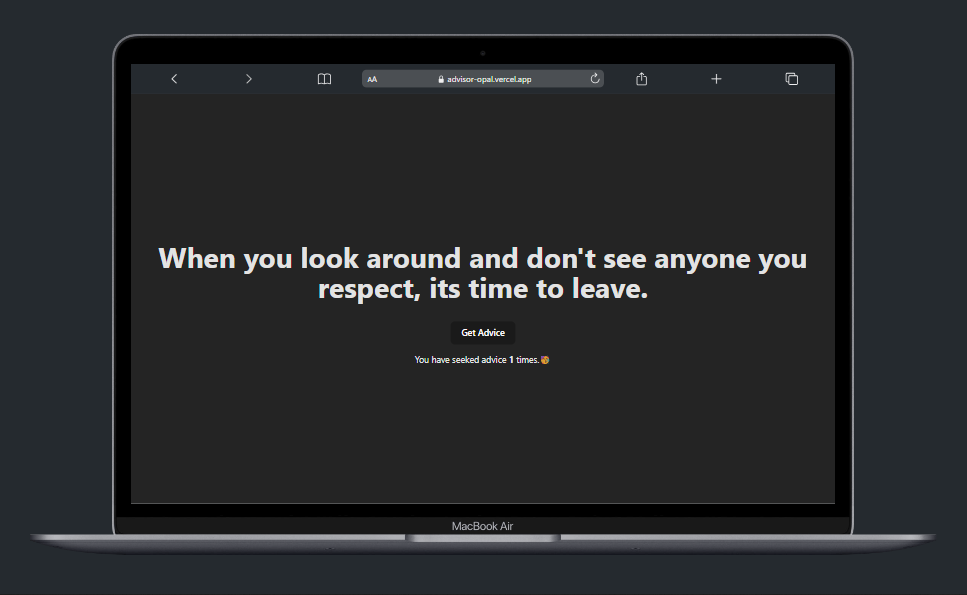 AA
advisor-opal.vercel.app
When you look around and don't see anyone you
respect, its time to leave.
Get Advice
You have seeked advice 1 times.
MacBook Air